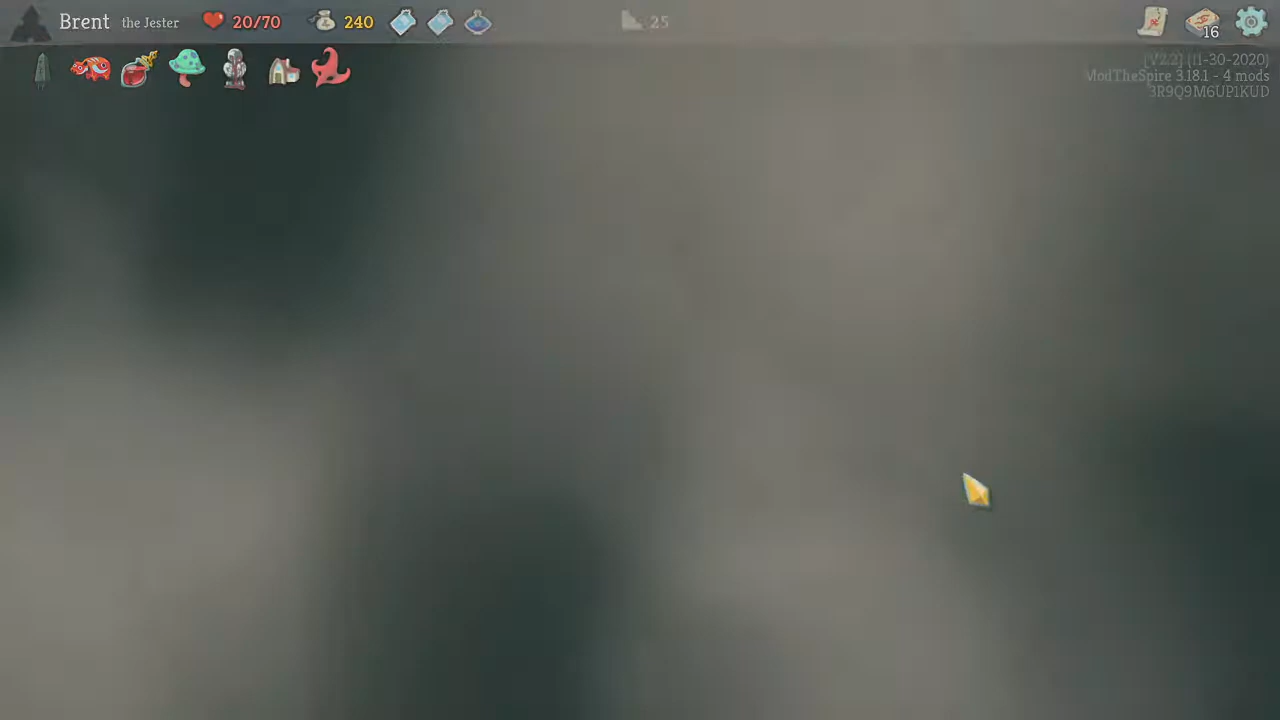 Brent the Jester 20/70 240 25 16
[V2.2] (11-30-2020)
ModTheSpire 3.18.1 - 4 mods
3R9Q9M6UP1KUD